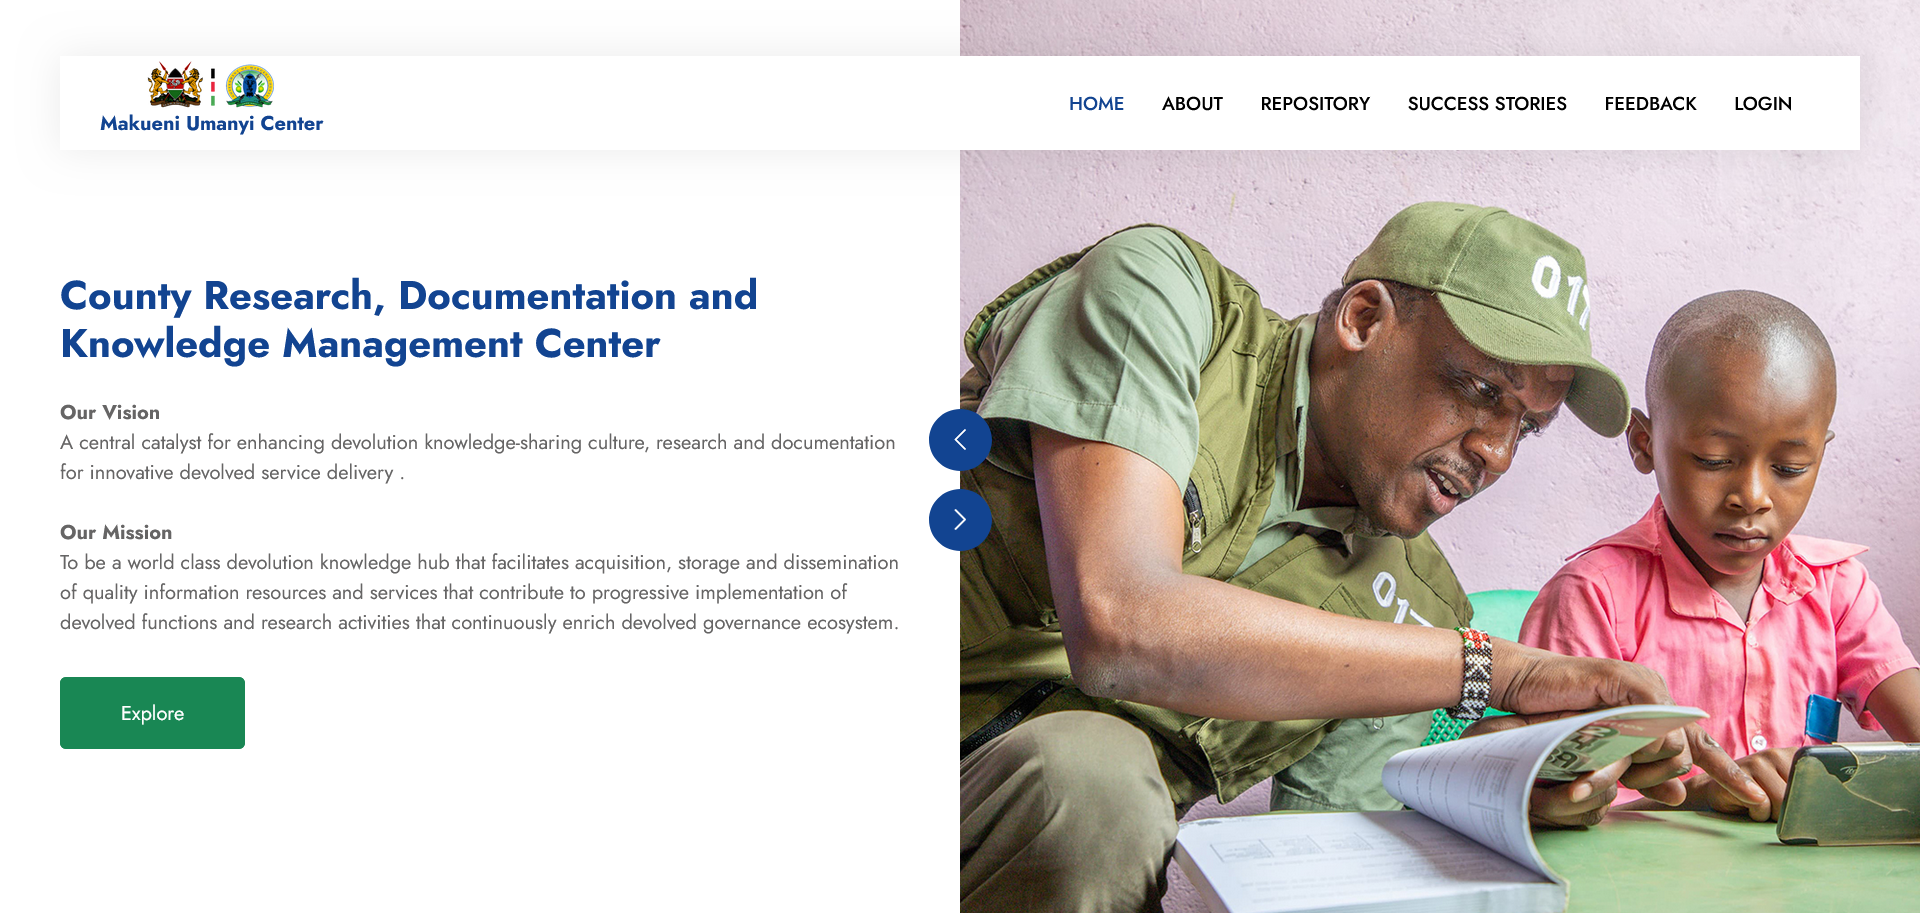 Makueni Umanyi Center
HOME ABOUT REPOSITORY SUCCESS STORIES FEEDBACK LOGIN
County Research, Documentation and
Knowledge Management Center
Our Vision
A central catalyst for enhancing devolution knowledge-sharing culture, research and documentation
for innovative devolved service delivery .
Our Mission
To be a world class devolution knowledge hub that facilitates acquisition, storage and dissemination
of quality information resources and services that contribute to progressive implementation of
devolved functions and research activities that continuously enrich devolved governance ecosystem.
Explore